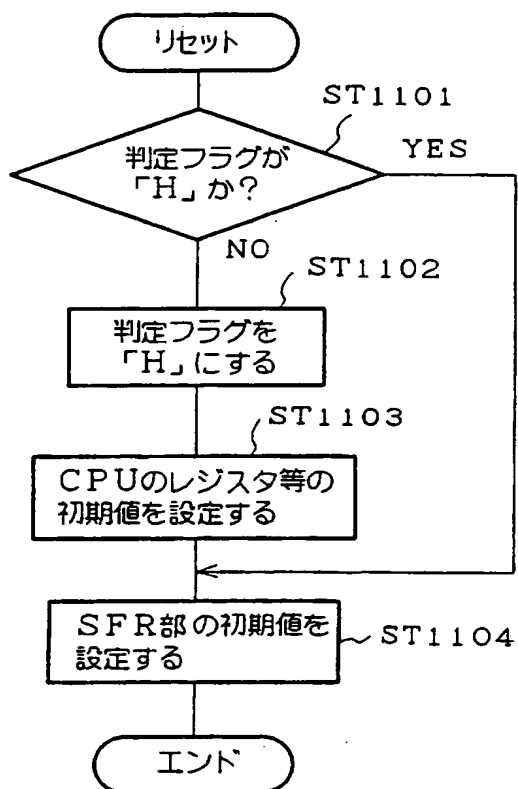 リセット
ST1101
判定フラグが
「H」か?
YES
NO
ST1102
判定フラグを
「H」にする
ST1103
CPUのレジスタ等の
初期値を設定する
SFR部の初期値を
設定する
ST1104
エンド